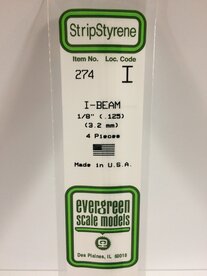 StripStyrene
Item No. Loc. Code
274 I
I-BEAM
1/8" (.125)
(3.2 mm)
4 Pieces
Made in U.S.A.
evergreen
scale models
Des Plaines, IL 60018